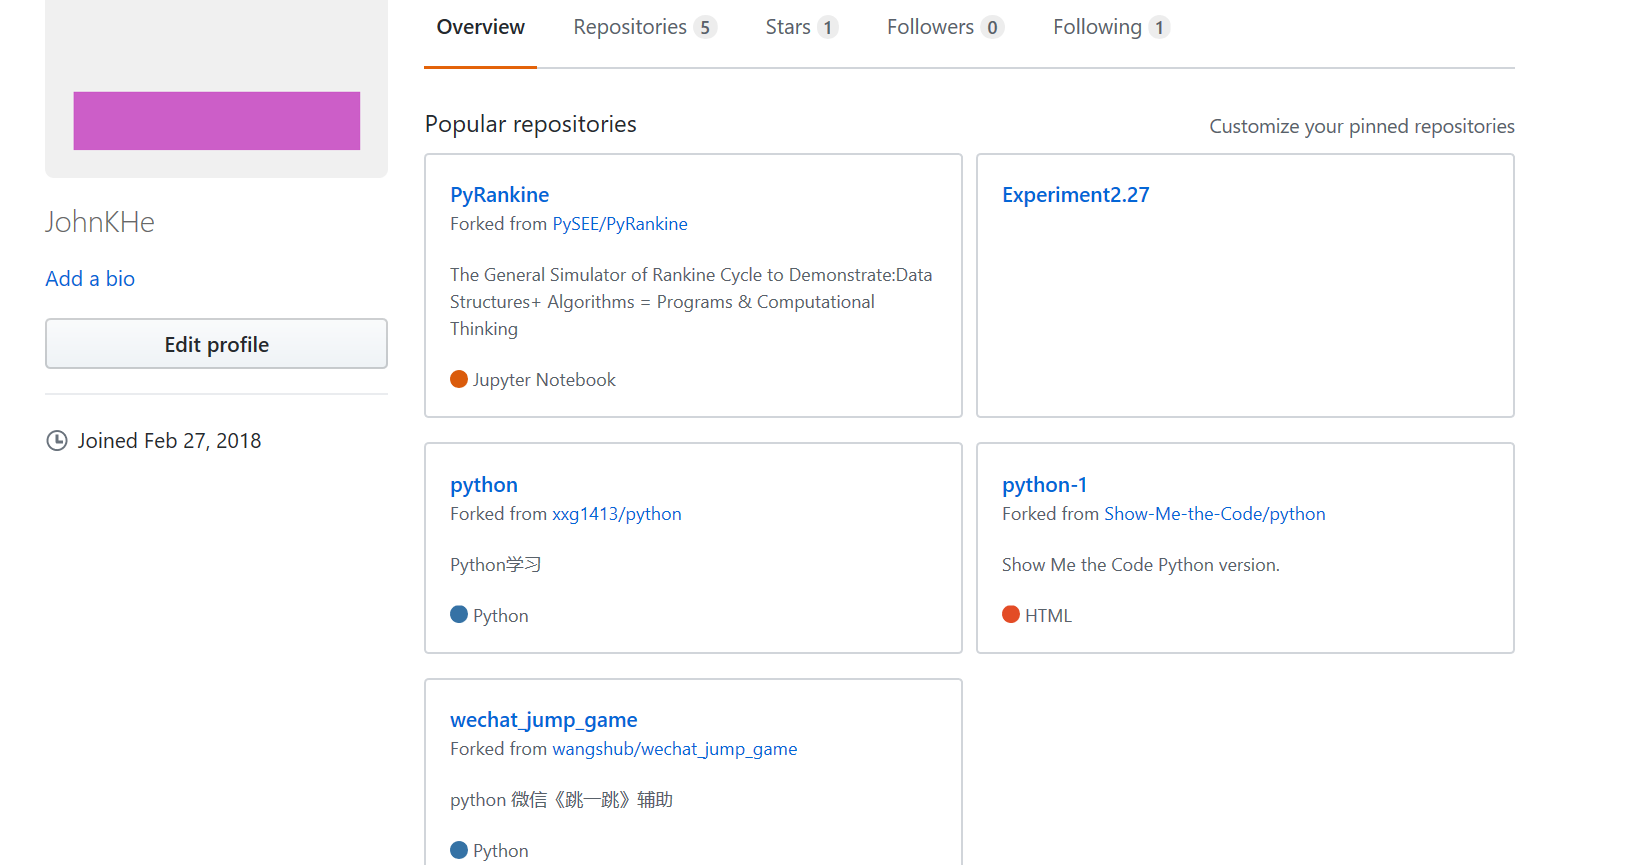 Overview Repositories 5 Stars 1 Followers 0 Following 1
JohnKHe
Add a bio
Edit profile
Joined Feb 27, 2018
Popular repositories
Customize your pinned repositories
PyRankine
Forked from PySEE/PyRankine
The General Simulator of Rankine Cycle to Demonstrate:Data
Structures+ Algorithms = Programs & Computational
Thinking
Jupyter Notebook
Experiment2.27
python
Forked from xxg1413/python
Python学习
Python
python-1
Forked from Show-Me-the-Code/python
Show Me the Code Python version.
HTML
wechat_jump_game
Forked from wangshub/wechat_jump_game
python 微信《跳一跳》辅助
Python